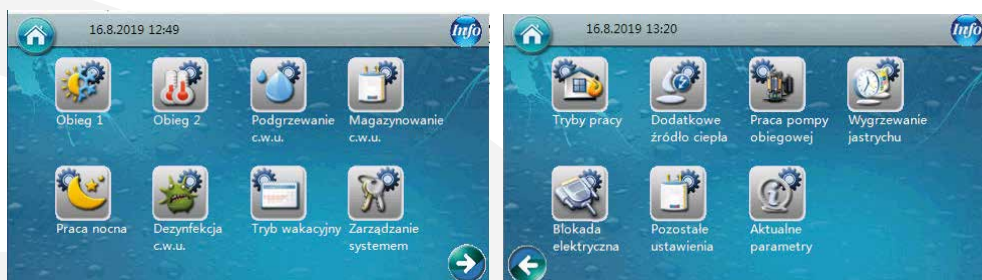 16.8.2019 12:49
Info
Obieg 1
Obieg 2
Podgrzewanie
c.w.u.
Magazynowanie
c.w.u.
Praca nocna
Dezynfekcja
c.w.u.
Tryb wakacyjny
Zarządzanie
systemem
16.8.2019 13:20
Info
Tryby pracy
Dodatkowe
źródło ciepła
Praca pompy
obiegowej
Wygrzewanie
jastrychu
Blokada
elektryczna
Pozostałe
ustawienia
Aktualne
parametry